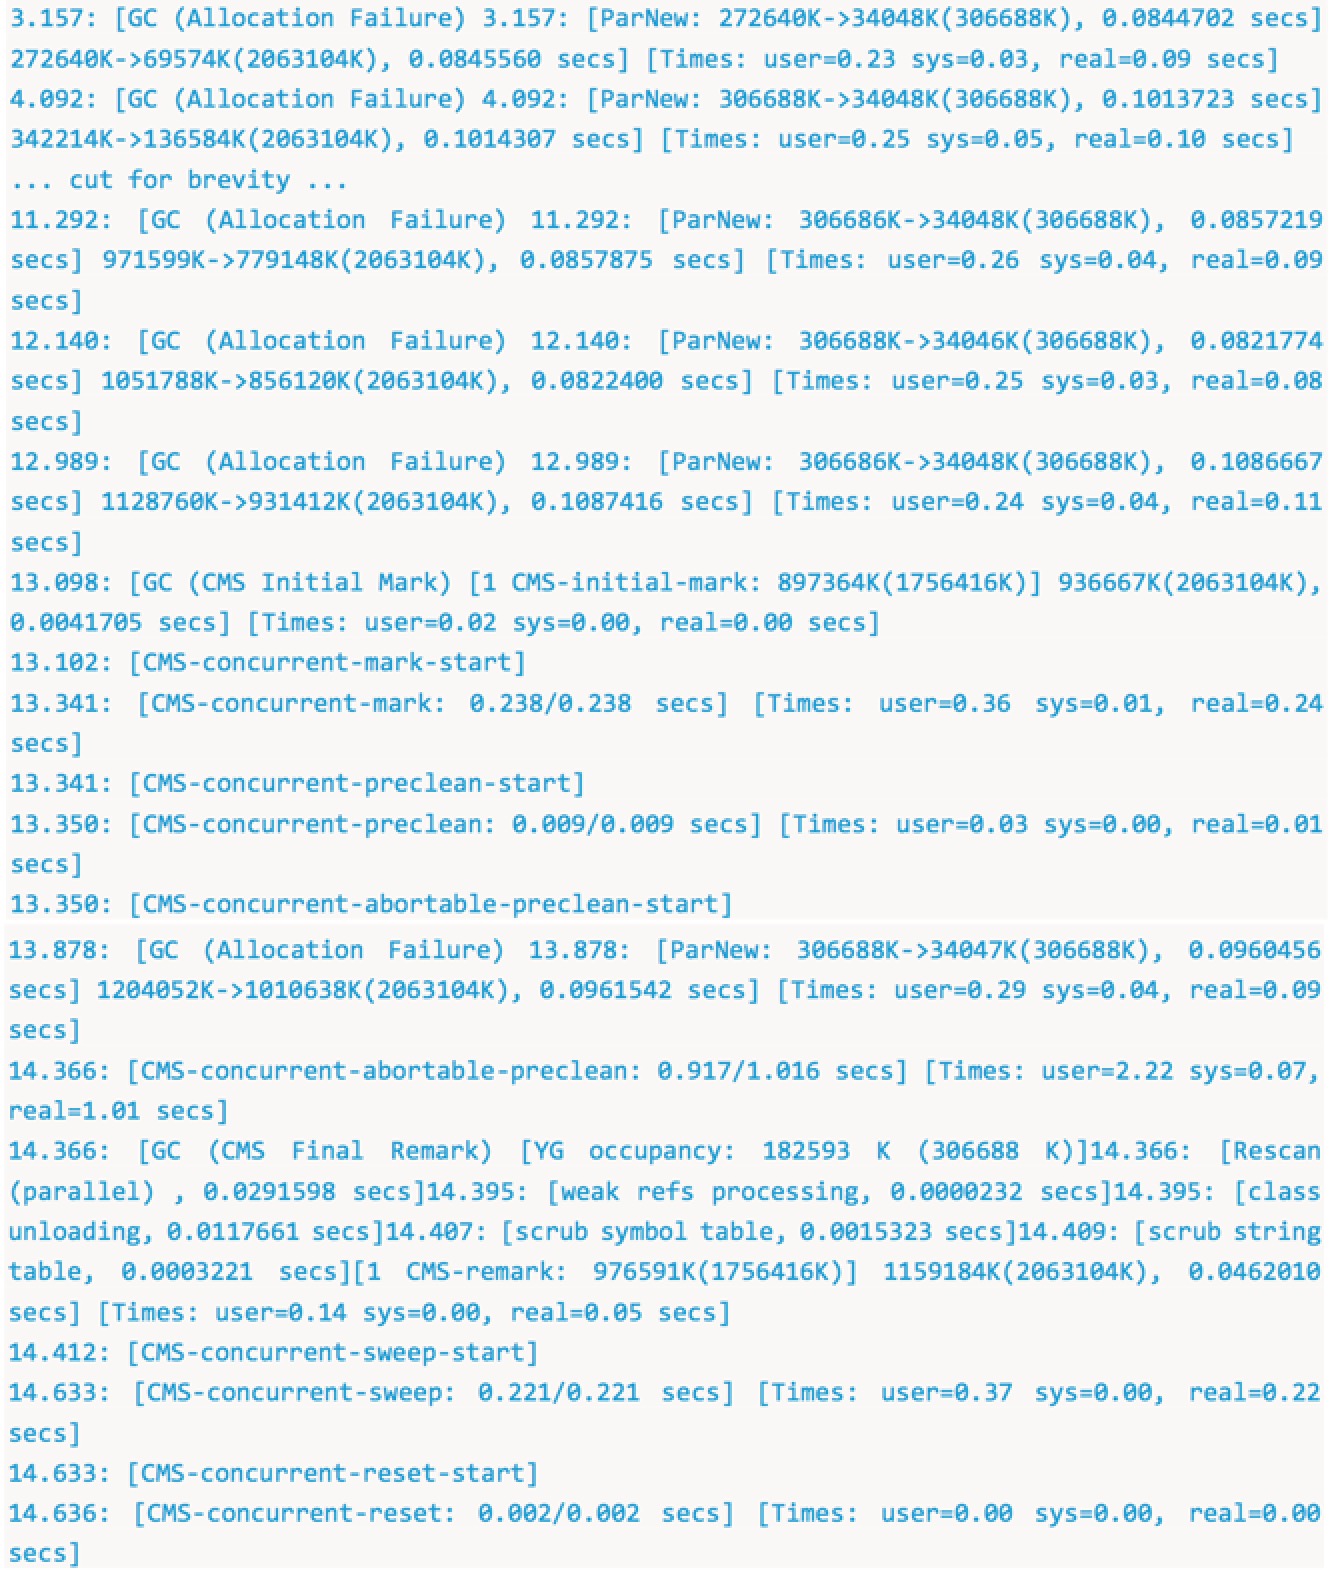 3.157: [GC (Allocation Failure) 3.157: [ParNew: 272640K->34048K(306688K), 0.0844702 secs]
272640K->69574K(2063104K), 0.0845560 secs] [Times: user=0.23 sys=0.03, real=0.09 secs]
4.092: [GC (Allocation Failure) 4.092: [ParNew: 306688K->34048K(306688K), 0.1013723 secs]
342214K->136584K(2063104K), 0.1014307 secs] [Times: user=0.25 sys=0.05, real=0.10 secs]
... cut for brevity ...
11.292: [GC (Allocation Failure) 11.292: [ParNew: 306686K->34048K(306688K), 0.0857219
secs] 971599K->779148K(2063104K), 0.0857875 secs] [Times: user=0.26 sys=0.04, real=0.09
secs]
12.140: [GC (Allocation Failure) 12.140: [ParNew: 306688K->34046K(306688K), 0.0821774
secs] 1051788K->856120K(2063104K), 0.0822400 secs] [Times: user=0.25 sys=0.03, real=0.08
secs]
12.989: [GC (Allocation Failure) 12.989: [ParNew: 306686K->34048K(306688K), 0.1086667
secs] 1128760K->931412K(2063104K), 0.1087416 secs] [Times: user=0.24 sys=0.04, real=0.11
secs]
13.098: [GC (CMS Initial Mark) [1 CMS-initial-mark: 897364K(1756416K)] 936667K(2063104K),
0.0041705 secs] [Times: user=0.02 sys=0.00, real=0.00 secs]
13.102: [CMS-concurrent-mark-start]
13.341: [CMS-concurrent-mark: 0.238/0.238 secs] [Times: user=0.36 sys=0.01, real=0.24
secs]
13.341: [CMS-concurrent-preclean-start]
13.350: [CMS-concurrent-preclean: 0.009/0.009 secs] [Times: user=0.03 sys=0.00, real=0.01
secs]
13.350: [CMS-concurrent-abortable-preclean-start]
13.878: [GC (Allocation Failure) 13.878: [ParNew: 306688K->34047K(306688K), 0.0960456
secs] 1204052K->1010638K(2063104K), 0.0961542 secs] [Times: user=0.29 sys=0.04, real=0.09
secs]
14.366: [CMS-concurrent-abortable-preclean: 0.917/1.016 secs] [Times: user=2.22 sys=0.07,
real=1.01 secs]
14.366: [GC (CMS Final Remark) [YG occupancy: 182593 K (306688 K)]14.366: [Rescan
(parallel) , 0.0291598 secs]14.395: [weak refs processing, 0.0000232 secs]14.395: [class
unloading, 0.0117661 secs]14.407: [scrub symbol table, 0.0015323 secs]14.409: [scrub string
table, 0.0003221 secs][1 CMS-remark: 976591K(1756416K)] 1159184K(2063104K), 0.0462010
secs] [Times: user=0.14 sys=0.00, real=0.05 secs]
14.412: [CMS-concurrent-sweep-start]
14.633: [CMS-concurrent-sweep: 0.221/0.221 secs] [Times: user=0.37 sys=0.00, real=0.22
secs]
14.633: [CMS-concurrent-reset-start]
14.636: [CMS-concurrent-reset: 0.002/0.002 secs] [Times: user=0.00 sys=0.00, real=0.00
secs]